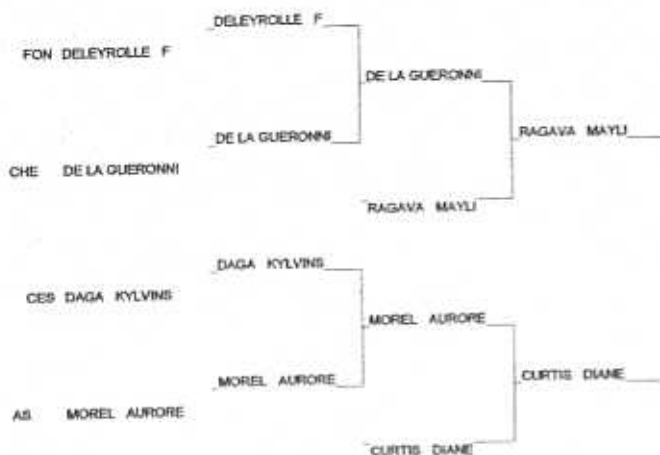 DELEYROLLE F
FON DELEYROLLE F
DE LA GUERONNI
DE LA GUERONNI
RAGAVA MAYLI
CHE DE LA GUERONNI
RAGAVA MAYLI
DAGA KYLVINS
CES DAGA KYLVINS
MOREL AURORE
CURTIS DIANE
MOREL AURORE
AS MOREL AURORE
CURTIS DIANE